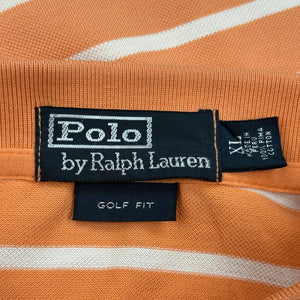 Polo
by Ralph Lauren
XL
MADE IN
PERU
100% PIMA
COTTON
GOLF FIT